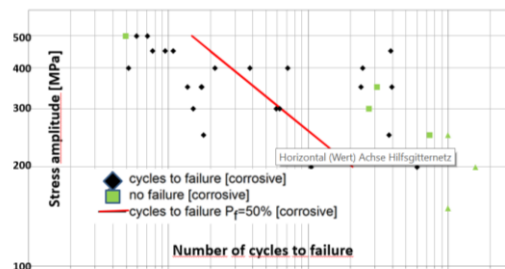 Stress amplitude [MPa]
500
400
300
200
100
Horizontal (Wert) Achse Hilfsgitternetz
cycles to failure [corrosive]
no failure [corrosive]
cycles to failure Pf=50% [corrosive]
Number of cycles to failure